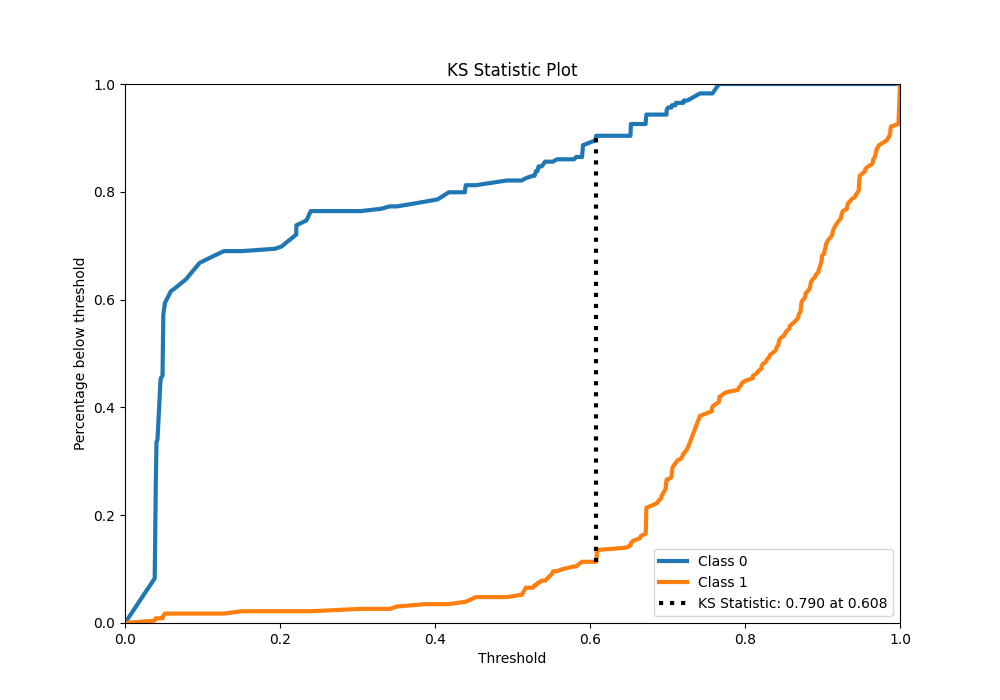 KS Statistic Plot
1.0
0.8
0.6
0.4
0.2
0.0
Percentage below threshold
0.0 0.2 0.4 0.6 0.8 1.0
Threshold
Class 0
Class 1
KS Statistic: 0.790 at 0.608